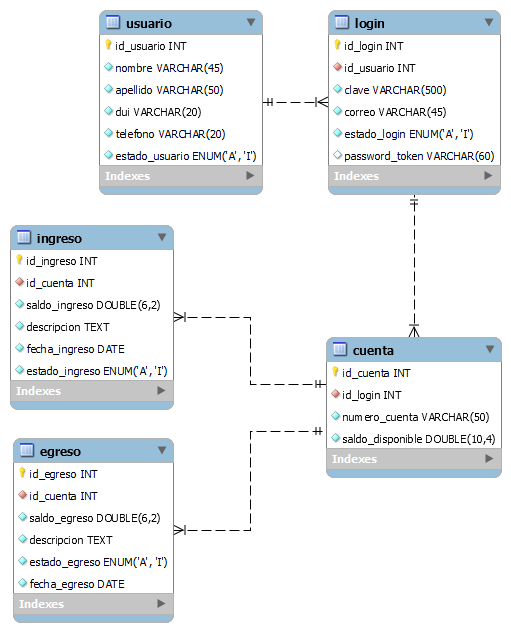 usuario
id_usuario INT
nombre VARCHAR(45)
apellido VARCHAR(50)
dui VARCHAR(20)
telefono VARCHAR(20)
estado_usuario ENUM('A', 'I')
Indexes
login
id_login INT
id_usuario INT
clave VARCHAR(500)
correo VARCHAR(45)
estado_login ENUM('A', 'I')
password_token VARCHAR(60)
Indexes
ingreso
id_ingreso INT
id_cuenta INT
saldo_ingreso DOUBLE(6,2)
descripcion TEXT
fecha_ingreso DATE
estado_ingreso ENUM('A', 'I')
Indexes
cuenta
id_cuenta INT
id_login INT
numero_cuenta VARCHAR(50)
saldo_disponible DOUBLE(10,4)
Indexes
egreso
id_egreso INT
id_cuenta INT
saldo_egreso DOUBLE(6,2)
descripcion TEXT
estado_egreso ENUM('A', 'I')
fecha_egreso DATE
Indexes